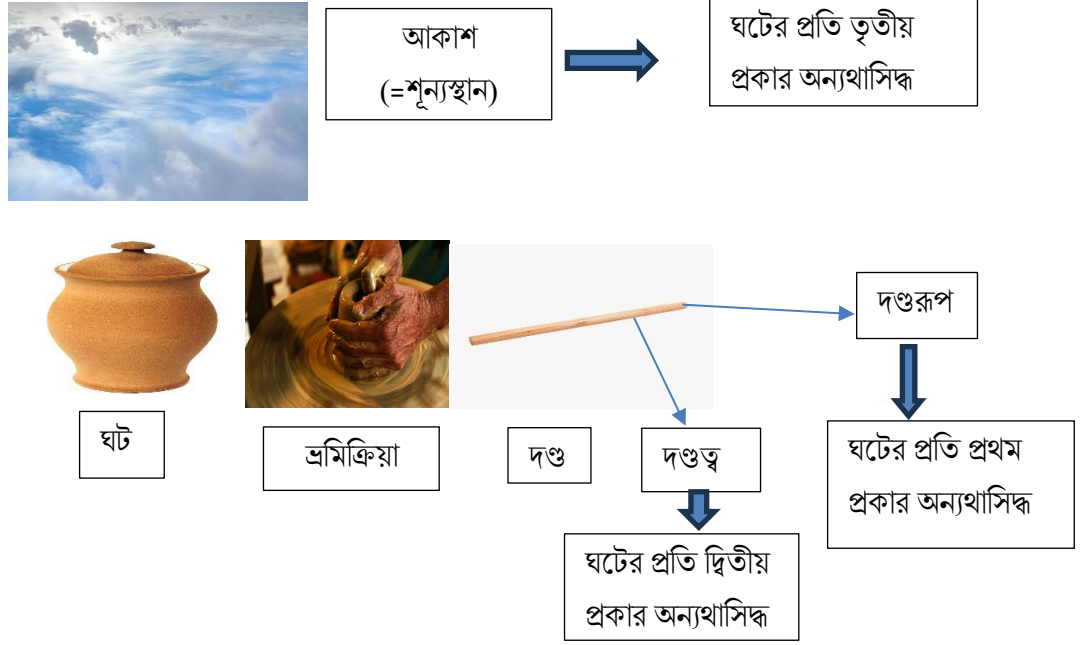 আকাশ
(=শূন্যস্থান)
ঘটের প্রতি তৃতীয়
প্রকার অন্যথাসিদ্ধ
দণ্ডরূপ
ঘট
ভ্রমিক্রিয়া
দণ্ড
দণ্ডত্ব
ঘটের প্রতি প্রথম
প্রকার অন্যথাসিদ্ধ
ঘটের প্রতি দ্বিতীয়
প্রকার অন্যথাসিদ্ধ